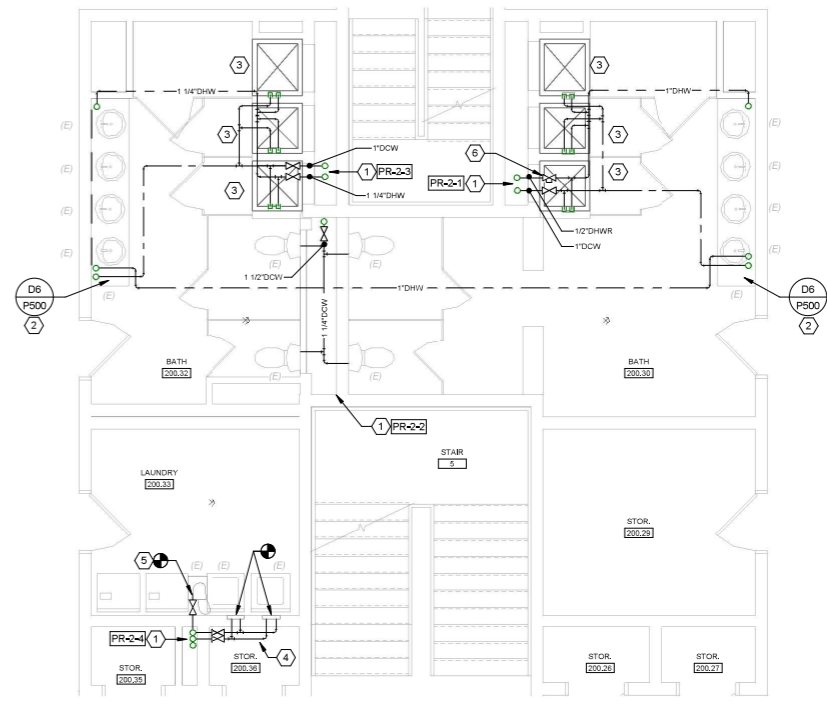 3
3
1 1/4"DHW
1"DHW
(E)
(E)
3
3
(E)
(E)
1"DCW
6
3
1 PR-2-3
PR-2-1 1
3
(E)
(E)
1 1/4"DHW
1/2"DHWR
1"DCW
(E)
(E)
(E)
(E)
1 1/2"DCW
D6
P500
2
(E)
1"DHW
(E)
D6
P500
2
1 1/4"DCW
BATH
200.32
(E)
(E)
BATH
200.30
1 PR-2-2
STAIR
5
LAUNDRY
200.33
STOR.
200.29
5
(E)
(E)
(E)
PR-2-4 1
4
STOR.
200.35
STOR.
200.36
STOR.
200.26
STOR.
200.27